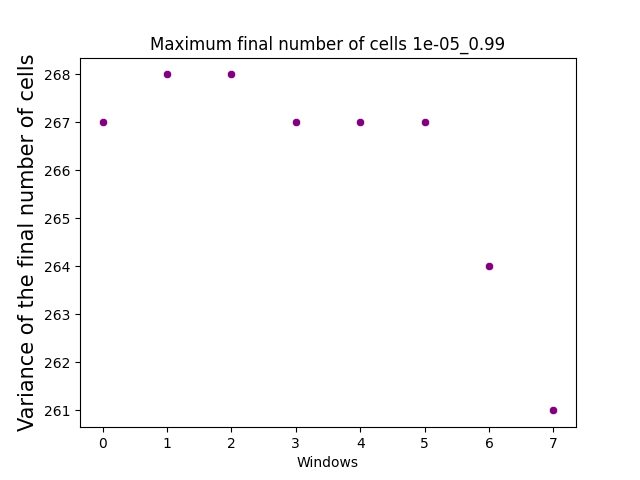 Maximum final number of cells 1e-05_0.99
Variance of the final number of cells
268
267
266
265
264
263
262
261
0 1 2 3 4 5 6 7
Windows